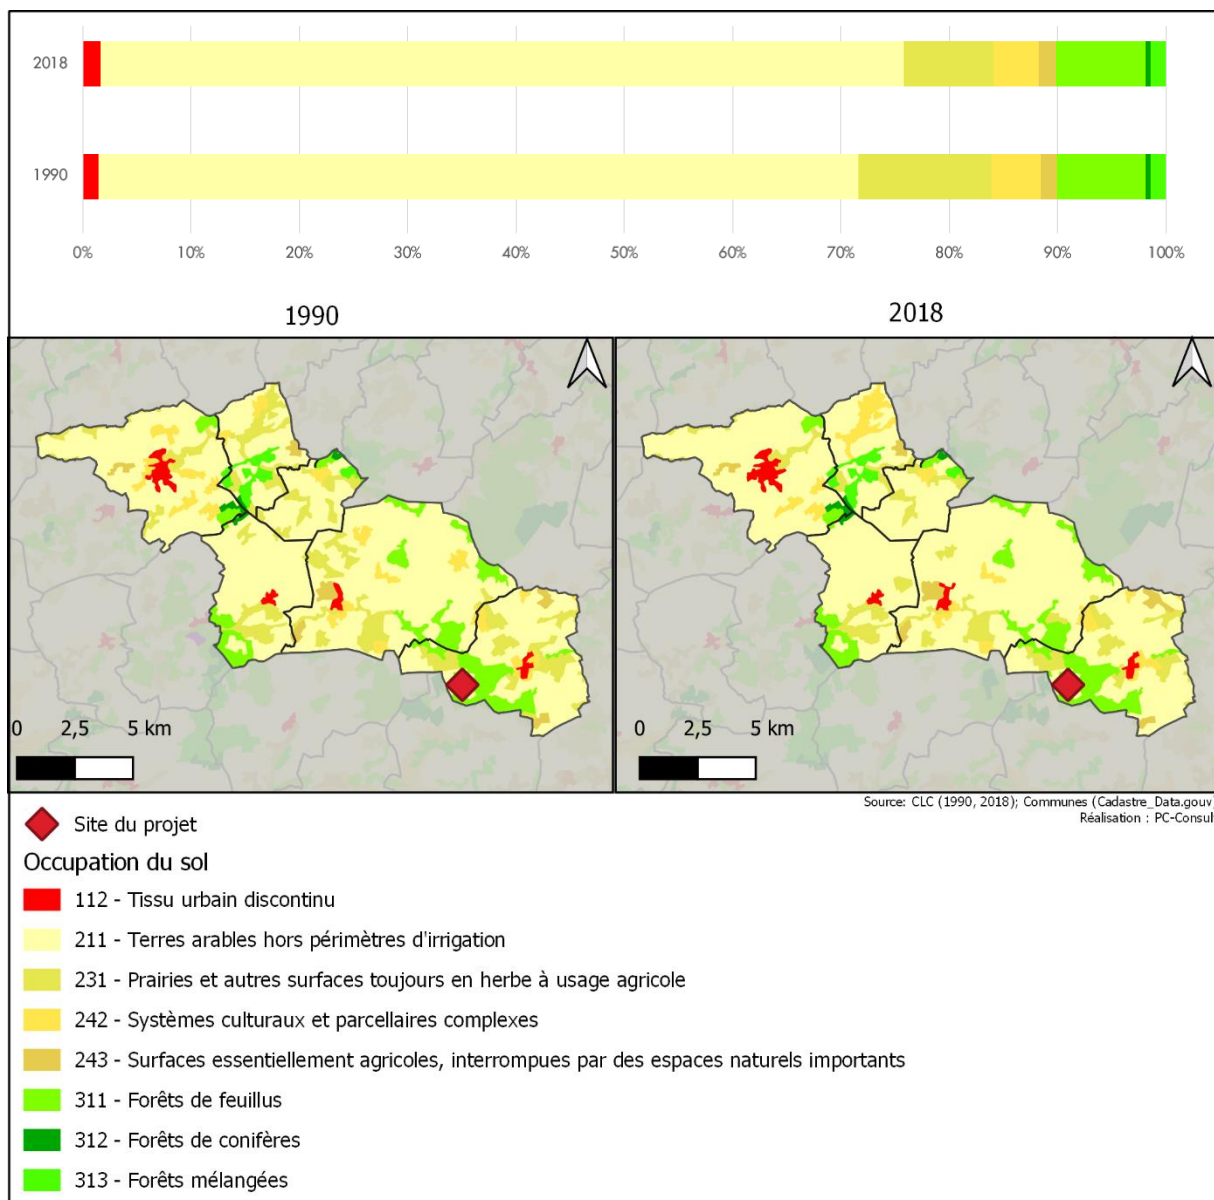 2018
1990
0% 10% 20% 30% 40% 50% 60% 70% 80% 90% 100%
1990 2018
0 2,5 5 km
0 2,5 5 km
Source: CLC (1990, 2018); Communes (Cadastre_Data.gouv)
Réalisation : PC-Consult
Site du projet
Occupation du sol
112 - Tissu urbain discontinu
211 - Terres arables hors périmètres d'irrigation
231 - Prairies et autres surfaces toujours en herbe à usage agricole
242 - Systèmes culturaux et parcellaires complexes
243 - Surfaces essentiellement agricoles, interrompues par des espaces naturels importants
311 - Forêts de feuillus
312 - Forêts de conifères
313 - Forêts mélangées